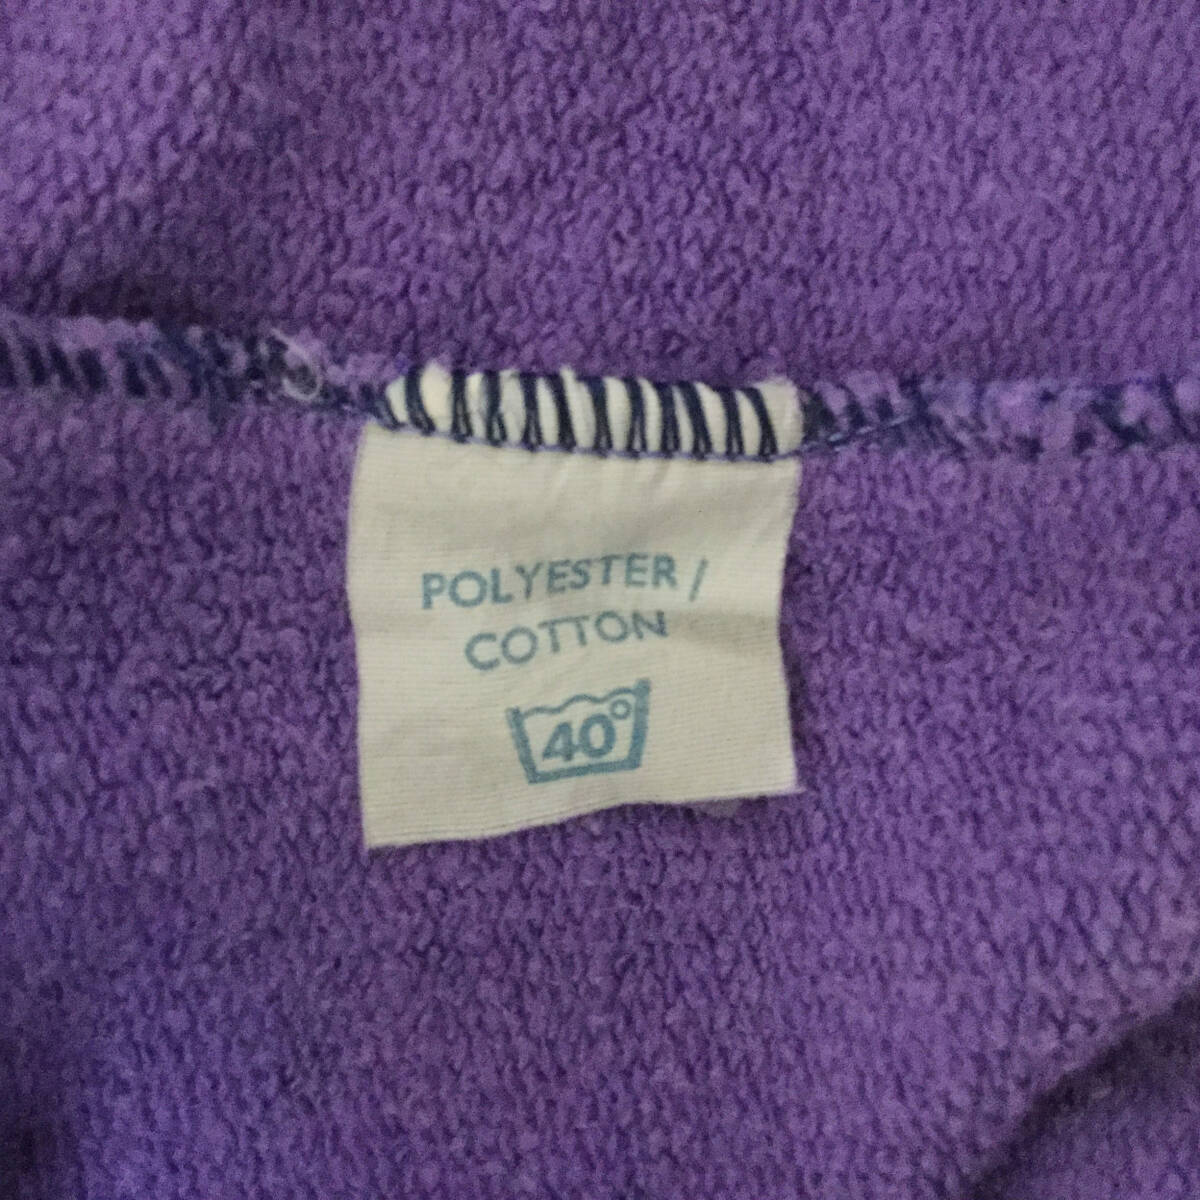 POLYESTER /
COTTON
40°